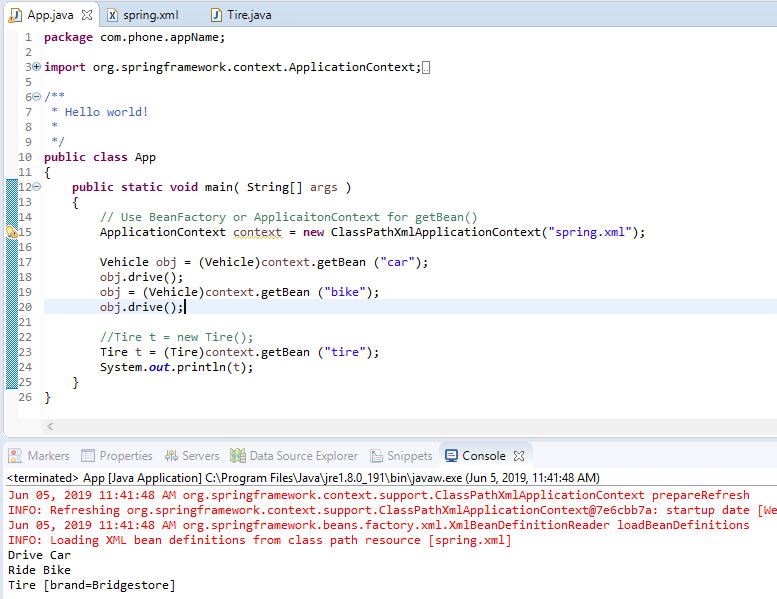 App.java spring.xml Tire.java
1 package com.phone.appName;
2
3 import org.springframework.context.ApplicationContext;
5
6 /**
7 * Hello world!
8 *
9 */
10 public class App
11 {
12 public static void main( String[] args )
13 {
14 // Use BeanFactory or ApplicaitonContext for getBean()
15 ApplicationContext context = new ClassPathXmlApplicationContext("spring.xml");
16
17 Vehicle obj = (Vehicle)context.getBean ("car");
18 obj.drive();
19 obj = (Vehicle)context.getBean ("bike");
20 obj.drive();
21
22 //Tire t = new Tire();
23 Tire t = (Tire)context.getBean ("tire");
24 System.out.println(t);
25 }
26 }
Markers Properties Servers Data Source Explorer Snippets Console
<terminated> App [Java Application] C:\Program Files\Java\jre1.8.0_191\bin\javaw.exe (Jun 5, 2019, 11:41:48 AM)
Jun 05, 2019 11:41:48 AM org.springframework.context.support.ClassPathXmlApplicationContext prepareRefresh
INFO: Refreshing org.springframework.context.support.ClassPathXmlApplicationContext@7e6cbb7a: startup date [We
Jun 05, 2019 11:41:48 AM org.springframework.beans.factory.xml.XmlBeanDefinitionReader loadBeanDefinitions
INFO: Loading XML bean definitions from class path resource [spring.xml]
Drive Car
Ride Bike
Tire [brand=Bridgestore]